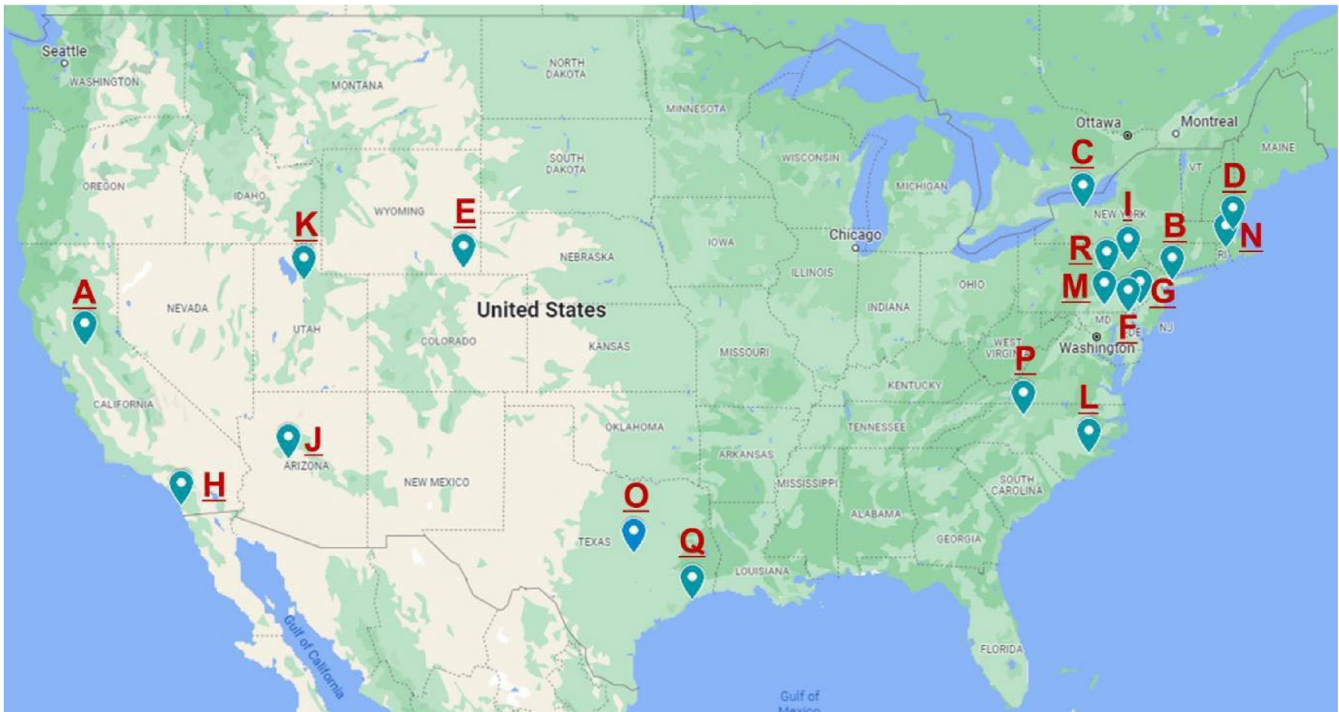 Seattle
WASHINGTON
MONTANA
NORTH
DAKOTA
MINNESOTA
Ottawa
Montreal
MAINE
C
VT
D
OREGON
IDAHO
SOUTH
DAKOTA
WISCONSIN
MICHIGAN
NEW YORK
K
WYOMING
E
I
B
N
RI
Chicago
IOWA
R
NEBRASKA
A
NEVADA
UTAH
United States
ILLINOIS
INDIANA
OHIO
M
G
MD
F
DE
NJ
COLORADO
KANSAS
MISSOURI
WEST
VIRGINIA
Washington
P
KENTUCKY
L
CALIFORNIA
J
ARIZONA
OKLAHOMA
TENNESSEE
ARKANSAS
H
NEW MEXICO
MISSISSIPPI
SOUTH
CAROLINA
O
TEXAS
Q
ALABAMA
GEORGIA
LOUISIANA
Gulf of California
FLORIDA
Gulf of
Mexico